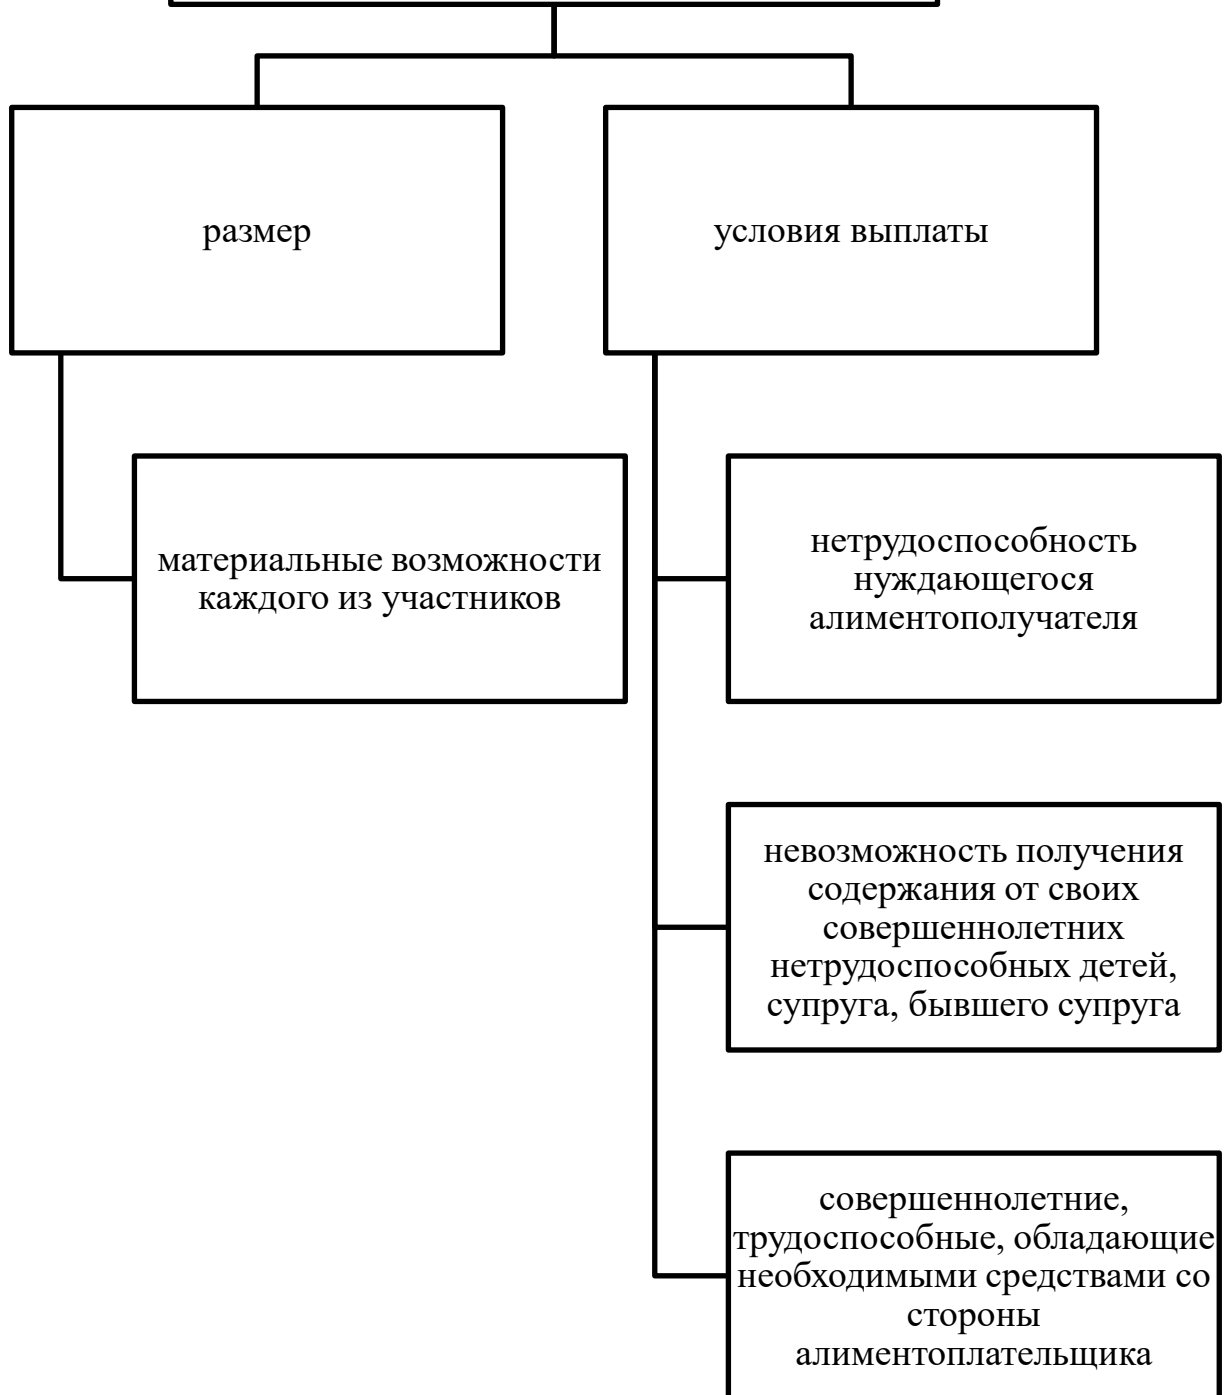 размер
условия выплаты
материальные возможности
каждого из участников
нетрудоспособность
нуждающегося
алиментополучателя
невозможность получения
содержания от своих
совершеннолетних
нетрудоспособных детей,
супруга, бывшего супруга
совершеннолетние,
трудоспособные, обладающие
необходимыми средствами со
стороны
алиментоплательщика